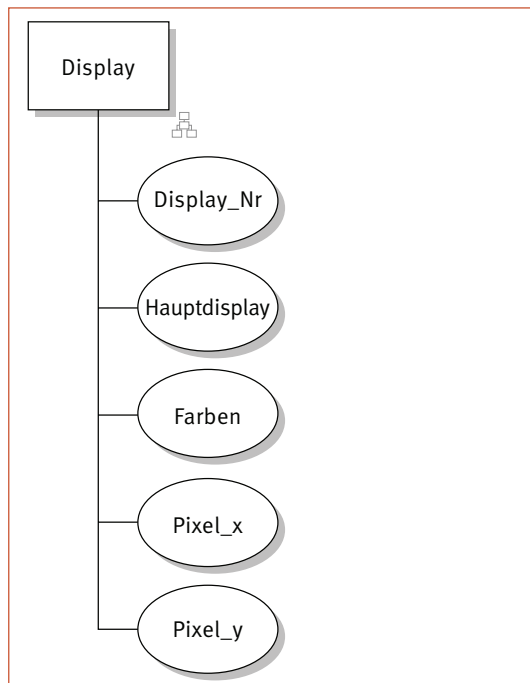 Display
Display_Nr
Hauptdisplay
Farben
Pixel_x
Pixel_y